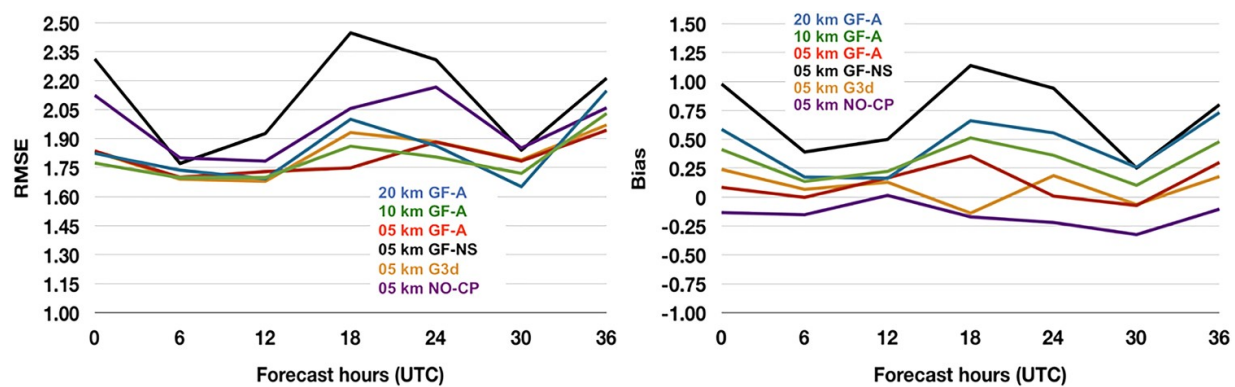 2.50
2.35
2.20
2.05
1.90
1.75
1.60
1.45
1.30
1.15
1.00
RMSE
20 km GF-A
10 km GF-A
05 km GF-A
05 km GF-NS
05 km G3d
05 km NO-CP
0 6 12 18 24 30 36
Forecast hours (UTC)
1.50
1.25
1.00
0.75
0.50
0.25
0
-0.25
-0.50
-0.75
-1.00
Bias
20 km GF-A
10 km GF-A
05 km GF-A
05 km GF-NS
05 km G3d
05 km NO-CP
0 6 12 18 24 30 36
Forecast hours (UTC)